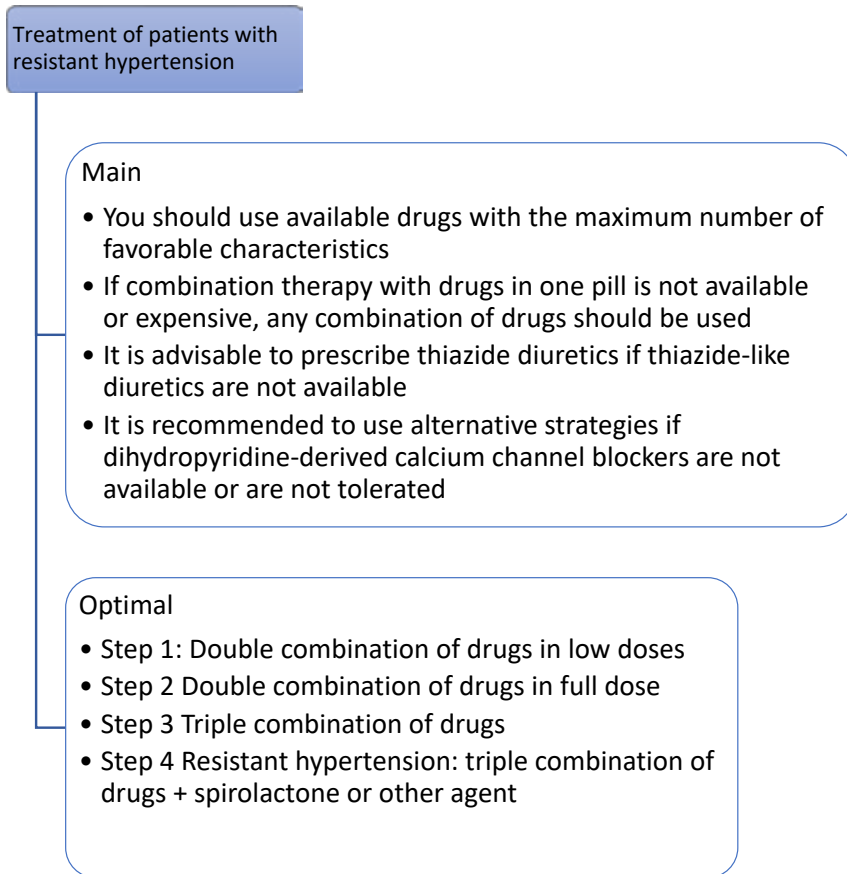 Treatment of patients with
resistant hypertension
Main
• You should use available drugs with the maximum number of
favorable characteristics
• If combination therapy with drugs in one pill is not available
or expensive, any combination of drugs should be used
• It is advisable to prescribe thiazide diuretics if thiazide-like
diuretics are not available
• It is recommended to use alternative strategies if
dihydropyridine-derived calcium channel blockers are not
available or are not tolerated
Optimal
• Step 1: Double combination of drugs in low doses
• Step 2 Double combination of drugs in full dose
• Step 3 Triple combination of drugs
• Step 4 Resistant hypertension: triple combination of
drugs + spirolactone or other agent